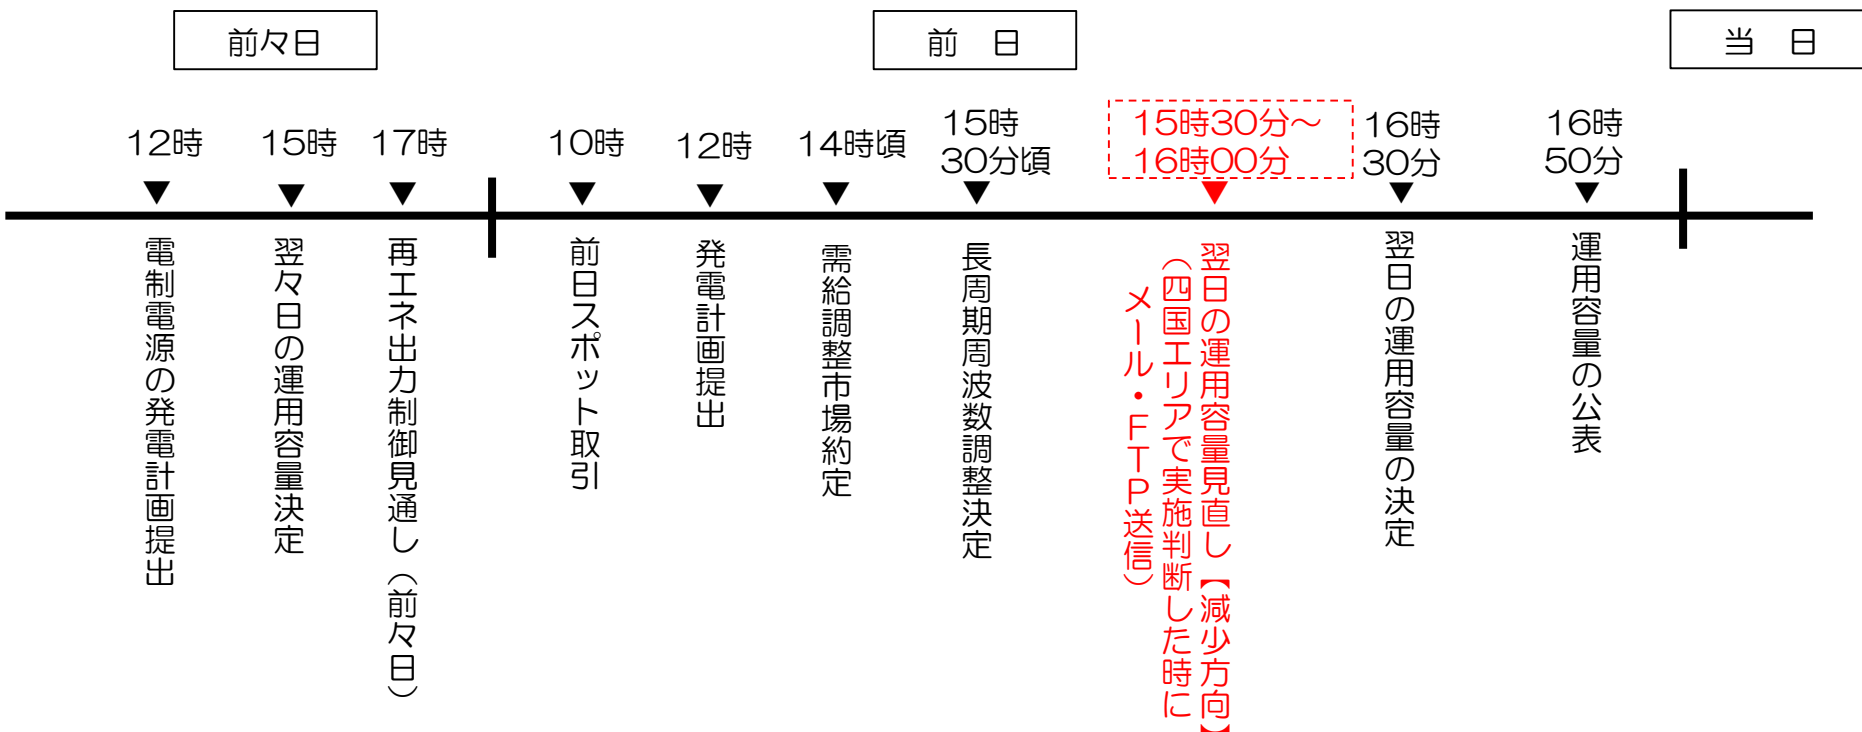 前々日
前　日
当　日
12時
15時
17時
10時
12時
14時頃
15時
30分頃
15時30分～
16時00分
16時
30分
16時
50分
電制電源の発電計画提出
翌々日の運用容量決定
再エネ出力制御見通し（前々日）
前日スポット取引
発電計画提出
需給調整市場約定
長周期周波数調整決定
翌日の運用容量見直し【減少方向】
（四国エリアで実施判断した時に
メール・ＦＴＰ送信）
翌日の運用容量の決定
運用容量の公表